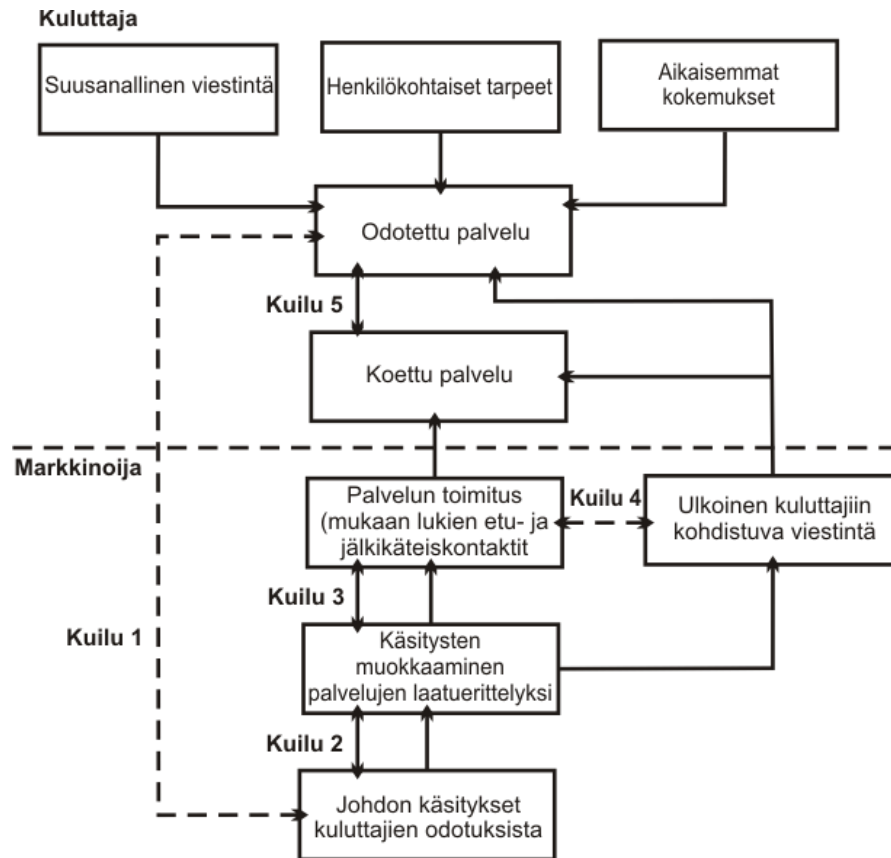 Kuluttaja
Suusanallinen viestintä
Henkilökohtaiset tarpeet
Aikaisemmat
kokemukset
Odotettu palvelu
Kuilu 5
Koettu palvelu
Markkinoija
Palvelun toimitus
(mukaan lukien etu- ja
jälkikäteiskontaktit
Kuilu 4
Ulkoinen kuluttajiin
kohdistuva viestintä
Kuilu 3
Kuilu 1
Käsitysten
muokkaaminen
palvelujen laatuerittelyksi
Kuilu 2
Johdon käsitykset
kuluttajien odotuksista